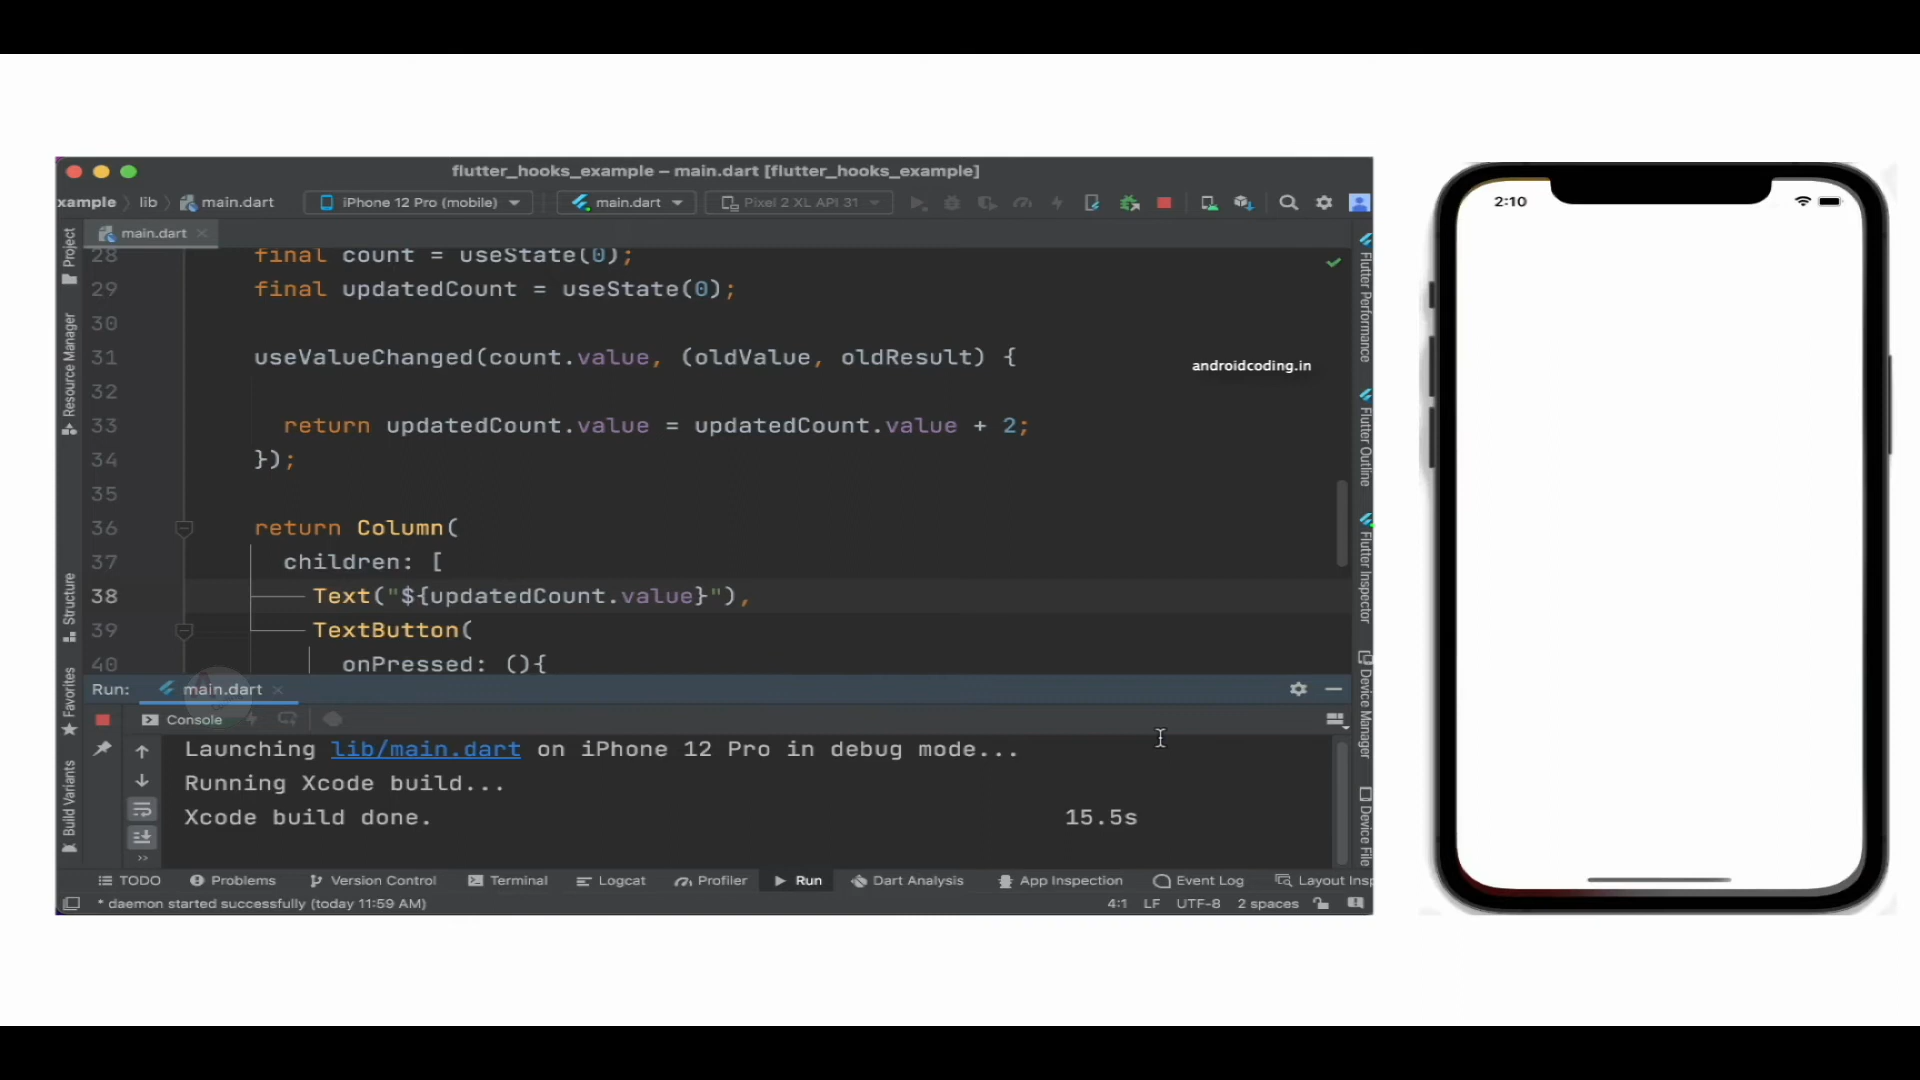 flutter_hooks_example – main.dart [flutter_hooks_example]
xample lib main.dart iPhone 12 Pro (mobile) main.dart Pixel 2 XL API 31
2:10
main.dart
Project
Resource Manager
Structure
Favorites
Build Variants
28 final count = useState(0);
29 final updatedCount = useState(0);
30
31 useValueChanged(count.value, (oldValue, oldResult) {
androidcoding.in
32
33 return updatedCount.value = updatedCount.value + 2;
34 });
35
36 return Column(
37 children: [
38 Text("${updatedCount.value}"),
39 TextButton(
40 onPressed: (){
Flutter Performance
Flutter Outline
Flutter Inspector
Device Manager
Device File
Run: main.dart
Console
Launching lib/main.dart on iPhone 12 Pro in debug mode...
Running Xcode build...
Xcode build done. 15.5s
TODO Problems Version Control Terminal Logcat Profiler Run Dart Analysis App Inspection Event Log Layout Insp
* daemon started successfully (today 11:59 AM) 4:1 LF UTF-8 2 spaces